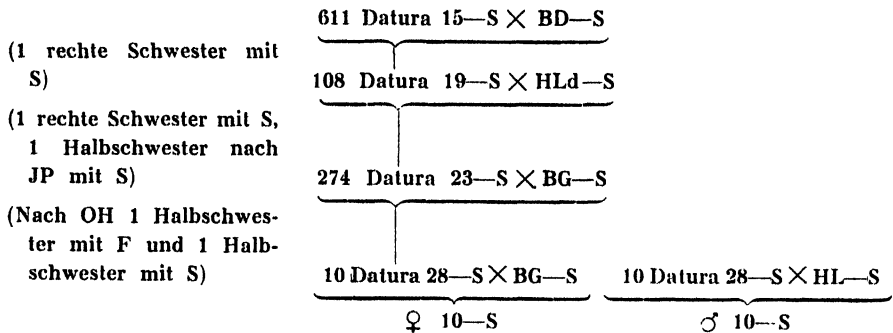 611 Datura 15—S × BD—S
(1 rechte Schwester mit
S)
108 Datura 19—S × HLd—S
(1 rechte Schwester mit S,
1 Halbschwester nach
JP mit S)
274 Datura 23—S × BG—S
(Nach OH 1 Halbschwes-
ter mit F und 1 Halb-
schwester mit S)
10 Datura 28—S × BG—S
10 Datura 28—S × HL—S
♀ 10—S
♂ 10—S